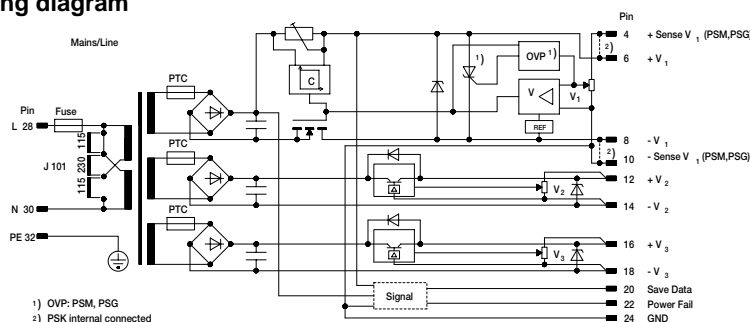 ng diagram
Mains/Line
Pin
Fuse
L 28
115
J 101
230
115
N 30
PE 32
PTC
PTC
PTC
C
1)
OVP 1)
V
V 1
REF
V 2
V 3
Signal
Pin
4 + Sense V 1 (PSM,PSG)
2)
6 + V 1
8 - V 1
2)
10 - Sense V 1 (PSM,PSG)
12 + V 2
14 - V 2
16 + V 3
18 - V 3
20 Save Data
22 Power Fail
24 GND
1) OVP: PSM, PSG
2) PSK internal connected